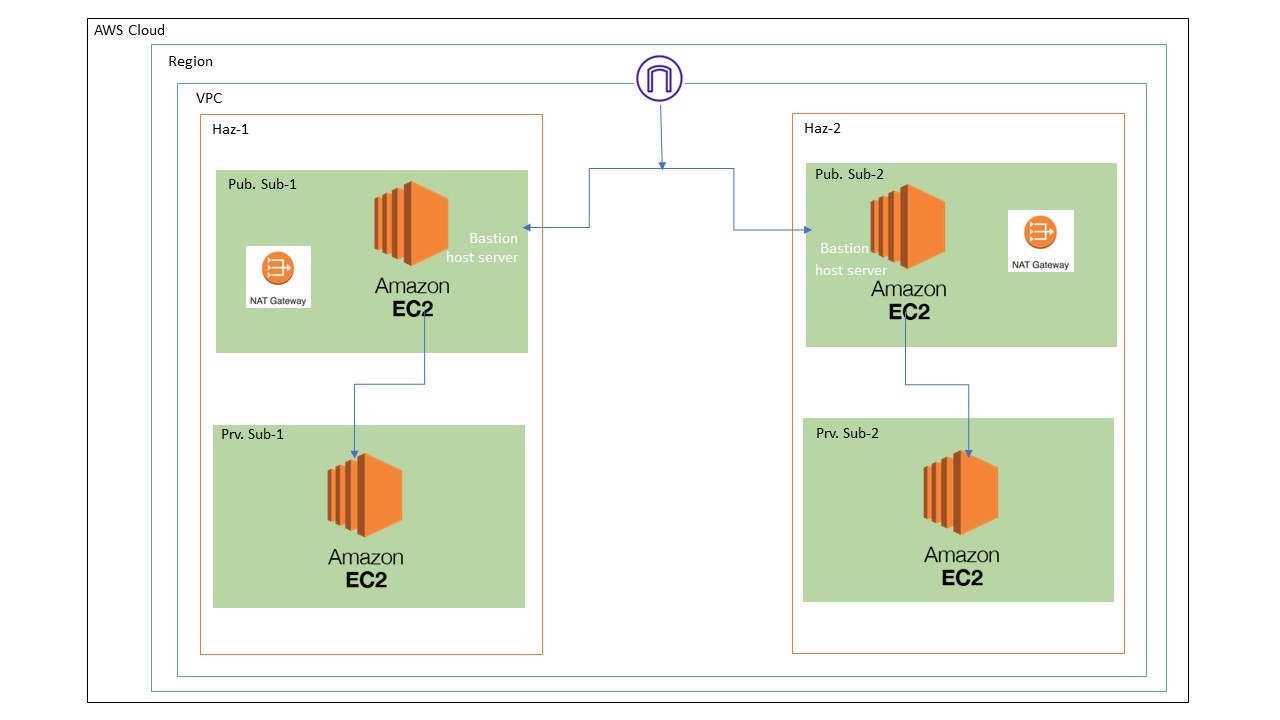 AWS Cloud
Region
VPC
Haz-1
Pub. Sub-1
Bastion
host server
NAT Gateway
Amazon
EC2
Prv. Sub-1
Amazon
EC2
Haz-2
Pub. Sub-2
Bastion
host server
NAT Gateway
Amazon
EC2
Prv. Sub-2
Amazon
EC2